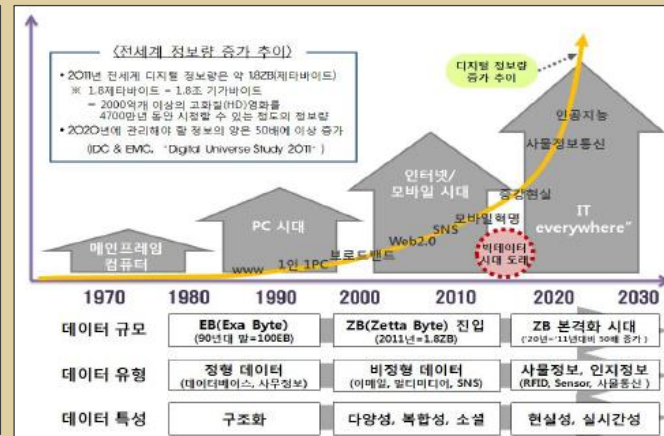 <전세계 정보량 증가 추이>
• 2011년 전세계 디지털 정보량은 약 1.8ZB(제타바이트)
※ 1.8제타바이트 = 1.8조 기가바이트
= 2000억개 이상의 고화질(HD)영화를
4700만년 동안 시청할 수 있는 정도의 정보량
• 2020년에 관리해야 할 정보의 양은 50배에 이상 증가
(IDC & EMC, "Digital Universe Study 2011")
디지털 정보량
증가 추이
인공지능
사물정보통신
증강현실
IT
everywhere"
인터넷/
모바일 시대
모바일혁명
SNS
Web2.0
빅데이터
시대 도래
PC 시대
브로드밴트
1인 1PC
www
메인프레임
컴퓨터
1970 1980 1990 2000 2010 2020 2030
데이터 규모 EB(Exa Byte) ZB(Zetta Byte) 진입 ZB 본격화 시대
(90년대 말=100EB) (2011년=1.8ZB) ('20년='11년대비 50배 증가)
데이터 유형 정형 데이터 비정형 데이터 사물정보, 인지정보
(데이터베이스, 사무정보) (이메일, 멀티미디어, SNS) (RFID, Sensor, 사물통신)
데이터 특성 구조화 다양성, 복합성, 소셜 현실성, 실시간성